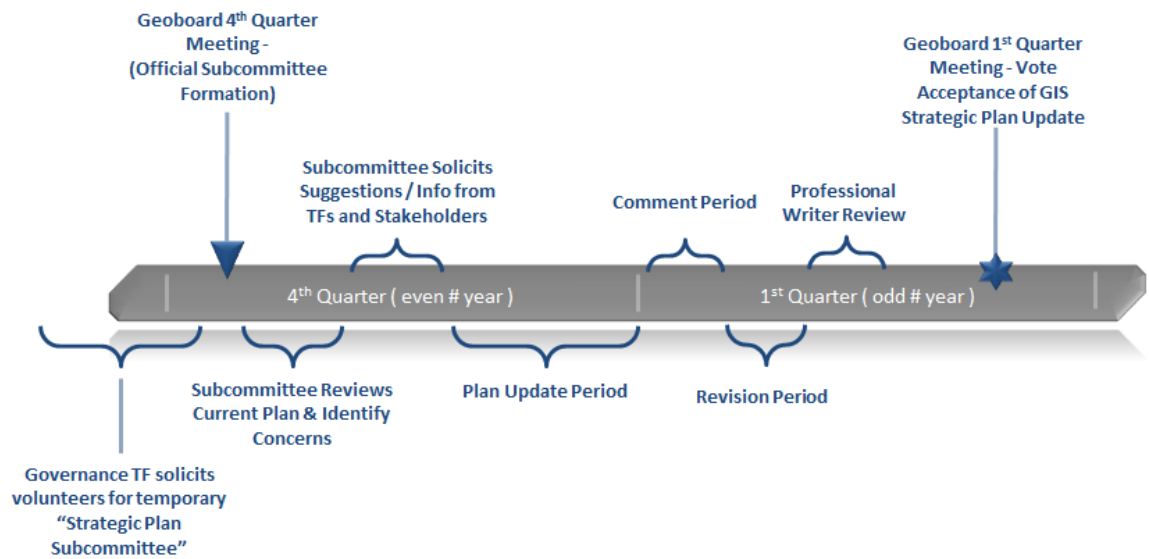 Geoboard 4th Quarter
Meeting -
(Official Subcommittee
Formation)
Geoboard 1st Quarter
Meeting - Vote
Acceptance of GIS
Strategic Plan Update
Subcommittee Solicits
Suggestions / Info from
TFs and Stakeholders
Comment Period
Professional
Writer Review
4th Quarter ( even # year )
1st Quarter ( odd # year )
Subcommittee Reviews
Current Plan & Identify
Concerns
Plan Update Period
Revision Period
Governance TF solicits
volunteers for temporary
“Strategic Plan
Subcommittee”